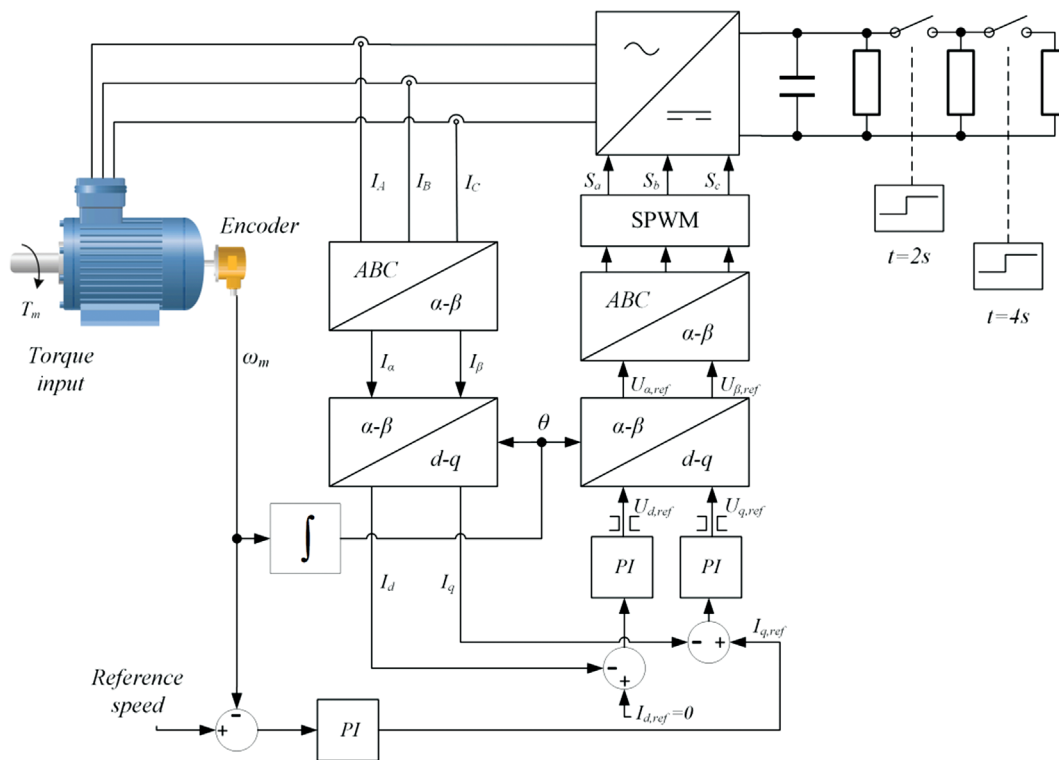 I_A
I_B
I_C
S_a
S_b
S_c
SPWM
Encoder
T_m
Torque
input
ω_m
ABC
α-β
ABC
α-β
t=2s
t=4s
I_α
I_β
U_α,ref
U_β,ref
α-β
d-q
θ
α-β
d-q
U_d,ref
U_q,ref
∫
PI
PI
I_d
I_q
I_q,ref
Reference
speed
PI
I_d,ref=0